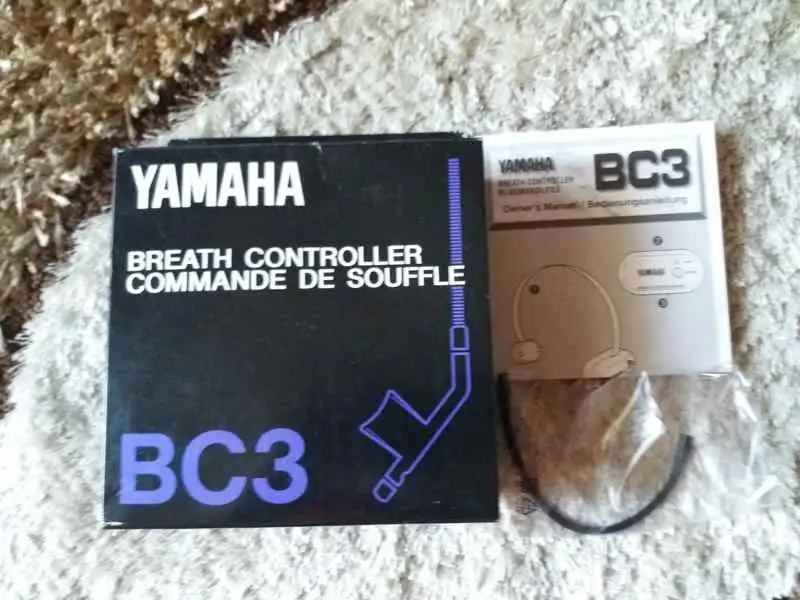 YAMAHA
BREATH CONTROLLER
COMMANDE DE SOUFFLE
BC3
YAMAHA
BREATH CONTROLLER
BC3
Owner's Manual / Bedienungsanleitung
YAMAHA